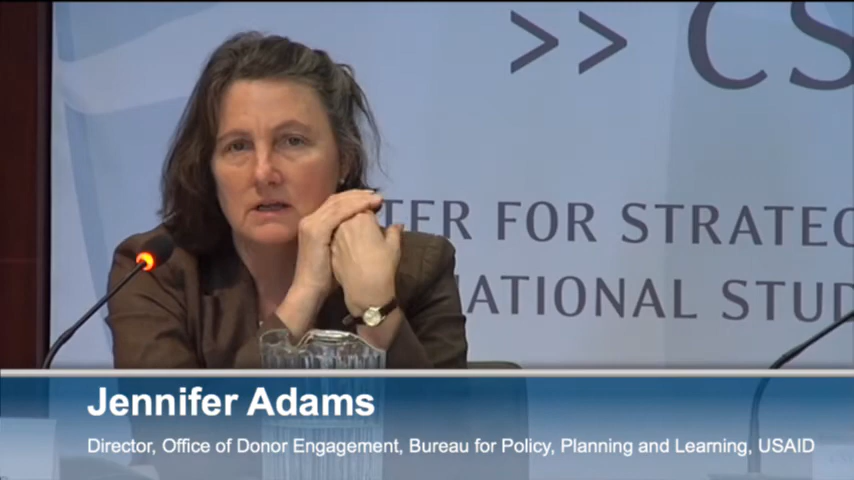 >> CS
TER FOR STRATEG
NATIONAL STUD
Jennifer Adams
Director, Office of Donor Engagement, Bureau for Policy, Planning and Learning, USAID